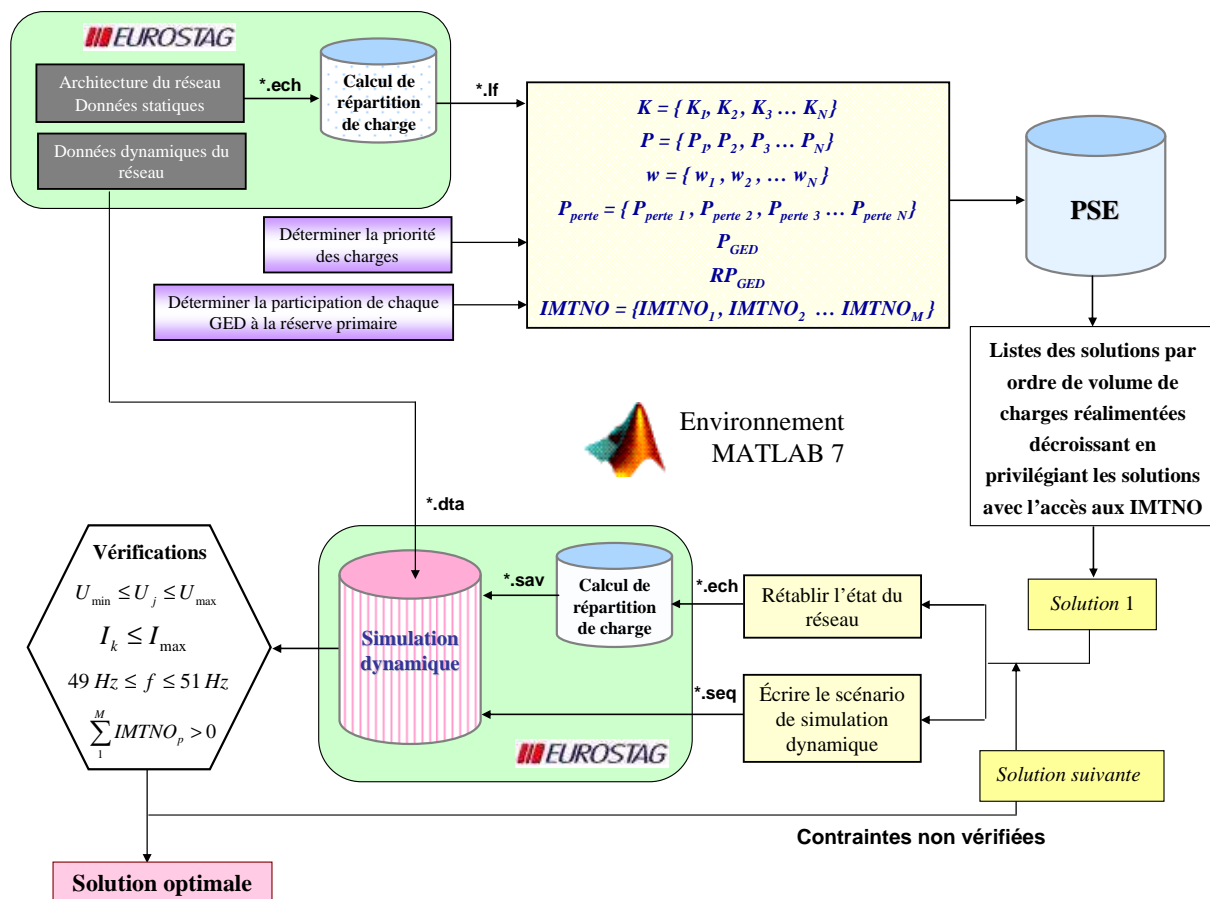 EUROSTAG
Architecture du réseau
Données statiques
*.ech
Calcul de
répartition
de charge
*.lf
Données dynamiques du
réseau
K = { K1, K2, K3 … KN}
P = { P1, P2, P3 … PN}
w = { w1 , w2 , … wN}
Pperte = { Pperte 1 , Pperte 2 , Pperte 3 … Pperte N}
PGED
RPGED
IMTNO = {IMTNO1, IMTNO2 … IMTNOM}
PSE
Déterminer la priorité
des charges
Déterminer la participation de chaque
GED à la réserve primaire
Listes des solutions par
ordre de volume de
charges réalimentées
décroissant en
privilégiant les solutions
avec l’accès aux IMTNO
Environnement
MATLAB 7
*.dta
Vérifications
Umin ≤ Uj ≤ Umax
Ik ≤ Imax
49 Hz ≤ f ≤ 51 Hz
M
∑ IMTNOp > 0
1
Simulation
dynamique
*.sav
Calcul de
répartition
de charge
*.ech
Rétablir l’état du
réseau
Solution 1
*.seq
Écrire le scénario
de simulation
dynamique
EUROSTAG
Solution suivante
Contraintes non vérifiées
Solution optimale